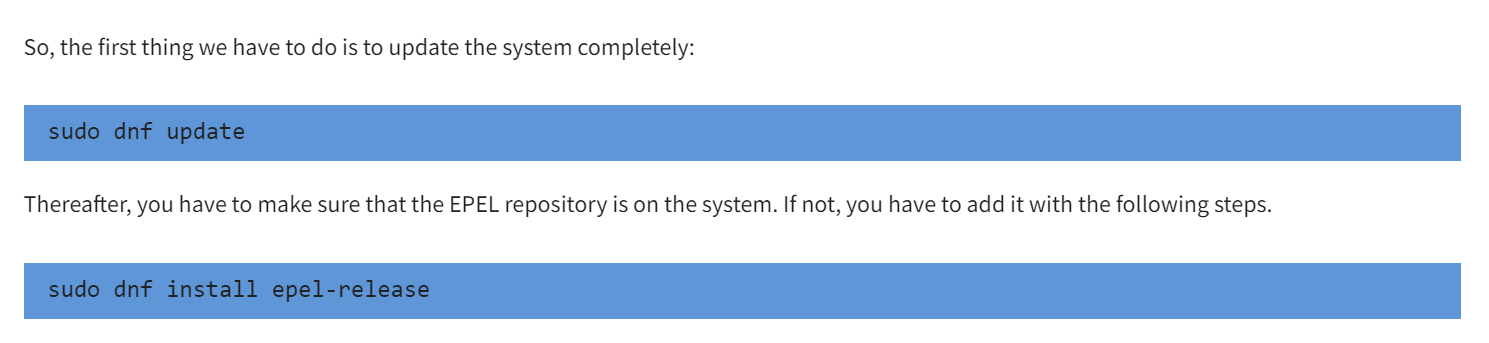 So, the first thing we have to do is to update the system completely:
sudo dnf update
Thereafter, you have to make sure that the EPEL repository is on the system. If not, you have to add it with the following steps.
sudo dnf install epel-release